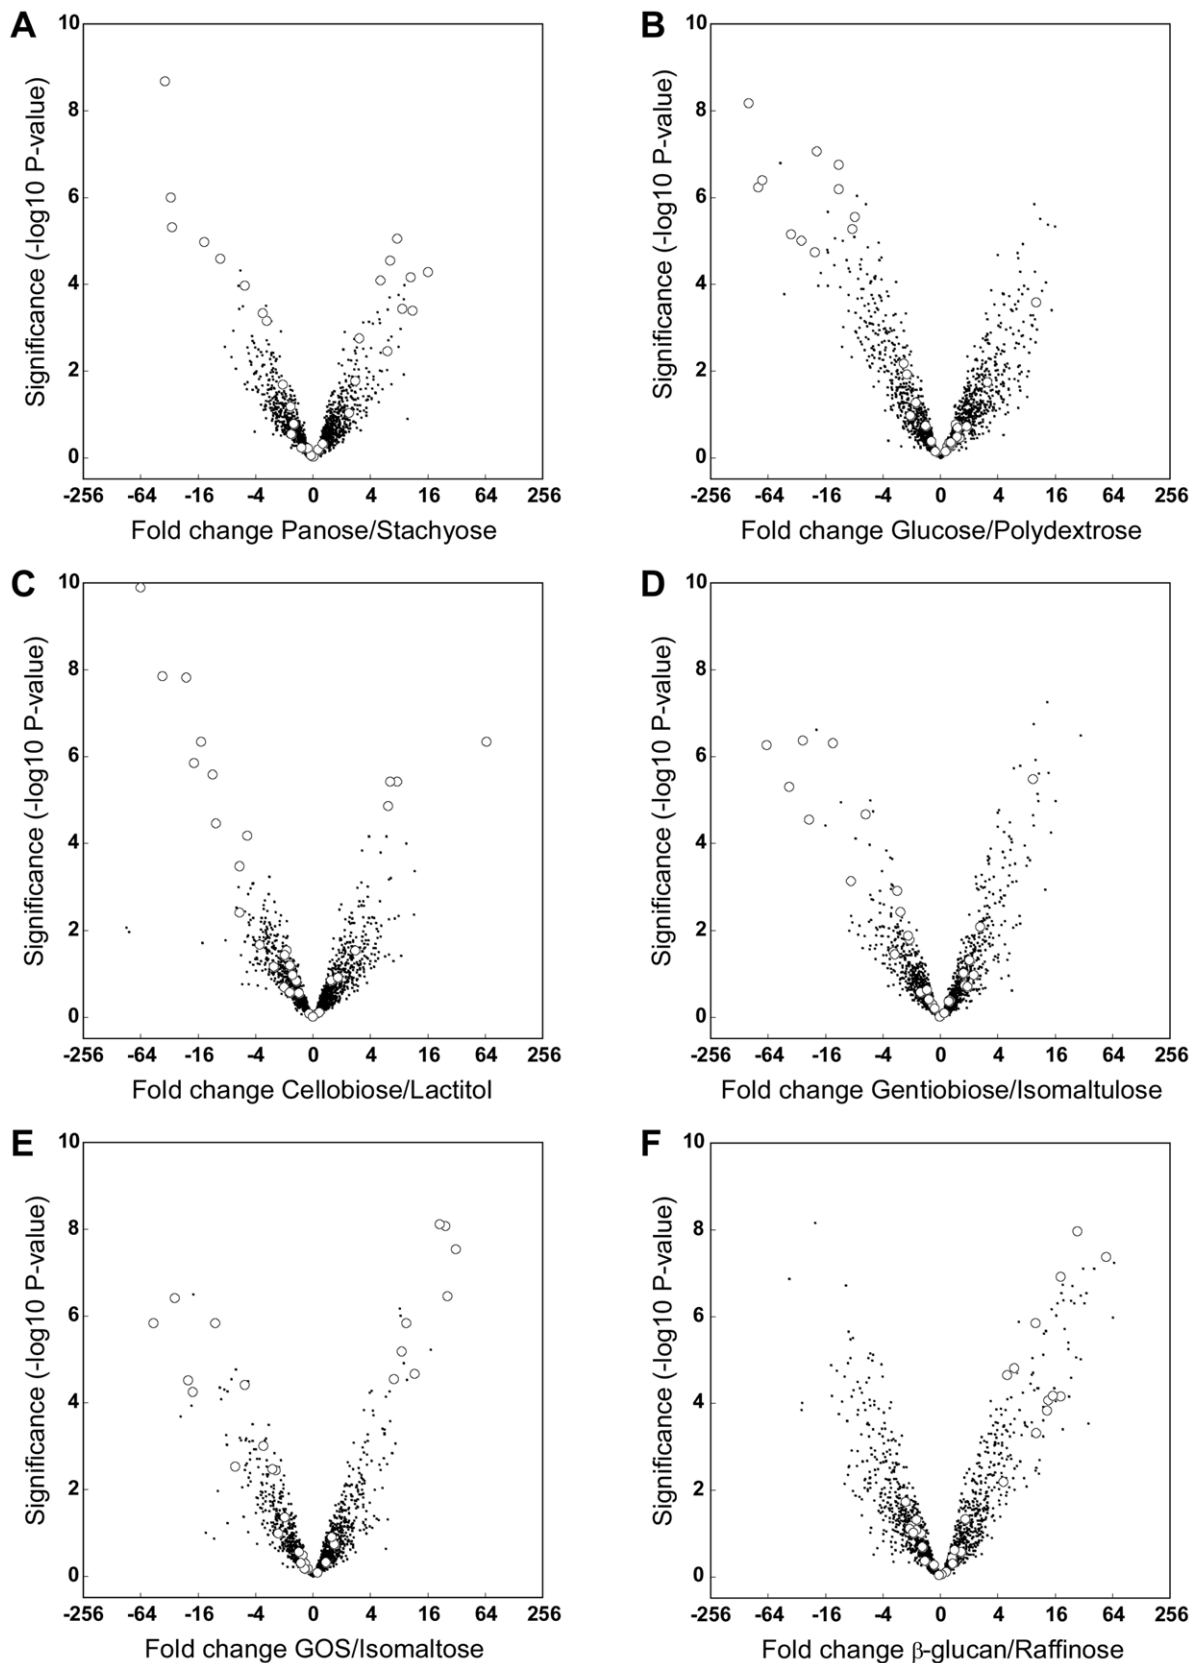 A
B
10
8
6
4
2
0
Significance (-log10 P-value)
-256 -64 -16 -4 0 4 16 64 256
Fold change Panose/Stachyose
10
8
6
4
2
0
Significance (-log10 P-value)
-256 -64 -16 -4 0 4 16 64 256
Fold change Glucose/Polydextrose
C
D
10
8
6
4
2
0
Significance (-log10 P-value)
-256 -64 -16 -4 0 4 16 64 256
Fold change Cellobiose/Lactitol
10
8
6
4
2
0
Significance (-log10 P-value)
-256 -64 -16 -4 0 4 16 64 256
Fold change Gentiobiose/Isomaltulose
E
F
10
8
6
4
2
0
Significance (-log10 P-value)
-256 -64 -16 -4 0 4 16 64 256
Fold change GOS/Isomaltose
10
8
6
4
2
0
Significance (-log10 P-value)
-256 -64 -16 -4 0 4 16 64 256
Fold change β-glucan/Raffinose